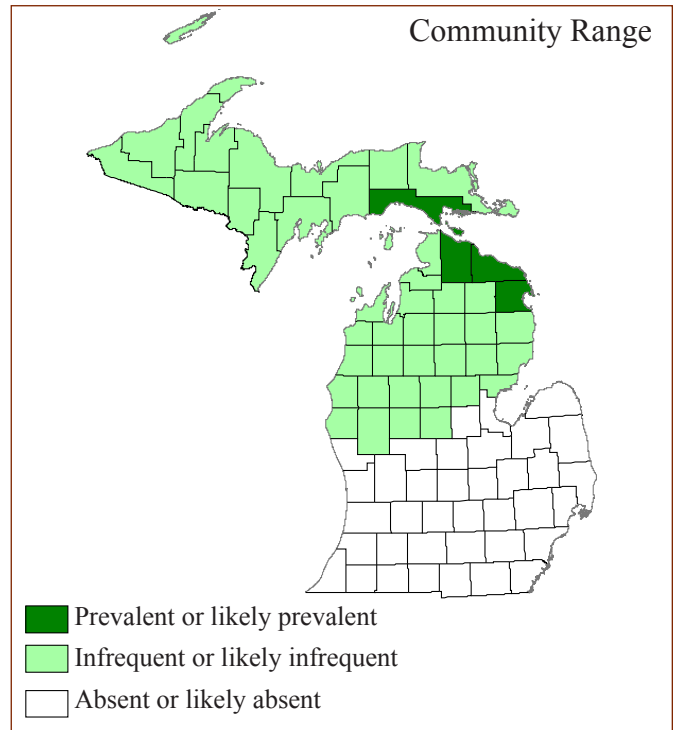 Community Range
Prevalent or likely prevalent
Infrequent or likely infrequent
Absent or likely absent